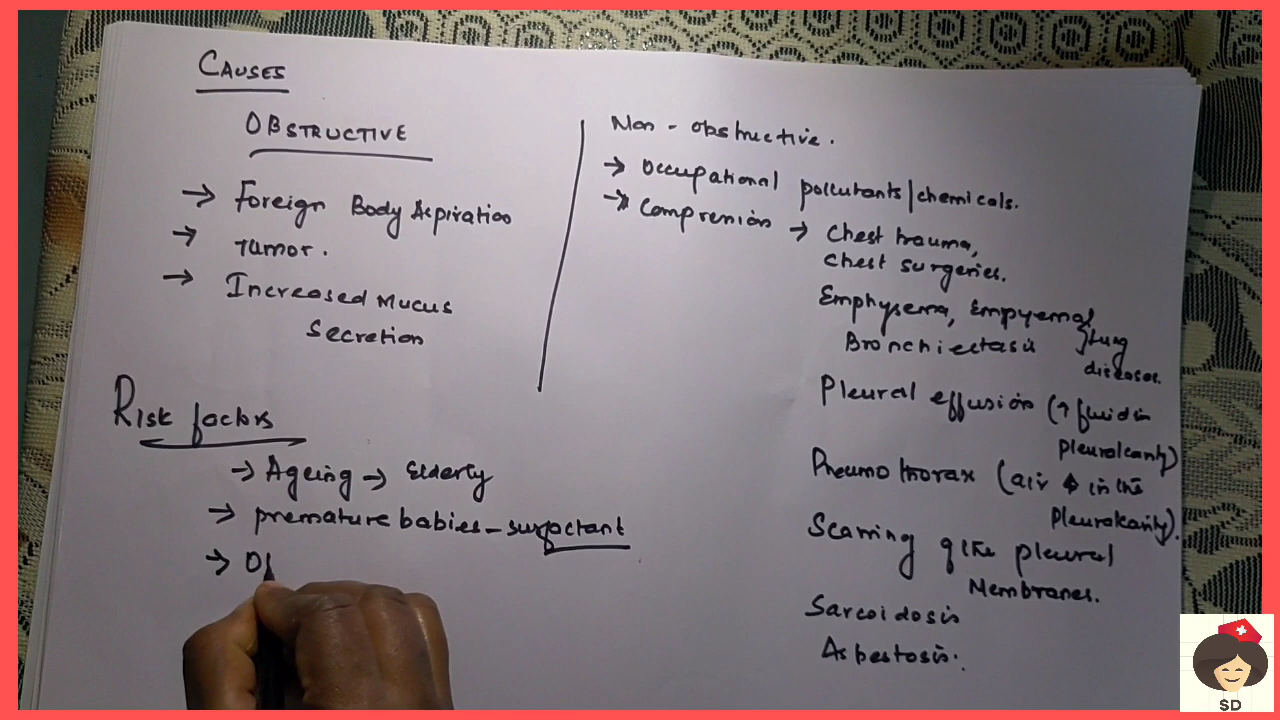 CAUSES
OBSTRUCTIVE
→ Foreign Body Aspiration
→ Tumor.
→ Increased Mucus
Secretion
Non - obstructive.
→ Occupational pollutants/chemicals.
→ Compression → Chest trauma,
chest surgeries.
Emphysema, Empyema
Bronchiectasis } lung
diseases.
Pleural effusion (↑ fluid in
pleural cavity)
Pneumothorax (air in the
Pleural cavity).
Scarring of the pleural
Membranes.
Sarcoidosis
Asbestosis.
Risk factors
→ Ageing → Elderly
→ premature babies - surfactant
→ Ob
SD